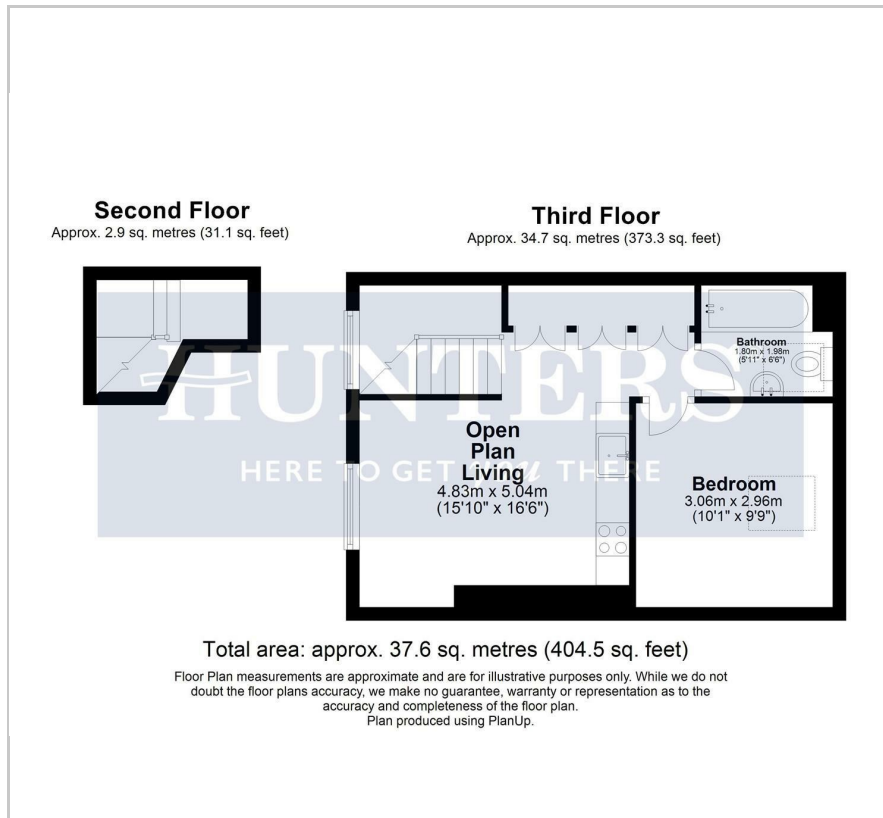 Second Floor
Approx. 2.9 sq. metres (31.1 sq. feet)
Third Floor
Approx. 34.7 sq. metres (373.3 sq. feet)
Bathroom
1.80m x 1.98m
(5'11" x 6'6")
HUNTERS
HERE TO GET you THERE
Open
Plan
Living
4.83m x 5.04m
(15'10" x 16'6")
Bedroom
3.06m x 2.96m
(10'1" x 9'9")
Total area: approx. 37.6 sq. metres (404.5 sq. feet)
Floor Plan measurements are approximate and are for illustrative purposes only. While we do not
doubt the floor plans accuracy, we make no guarantee, warranty or representation as to the
accuracy and completeness of the floor plan.
Plan produced using PlanUp.